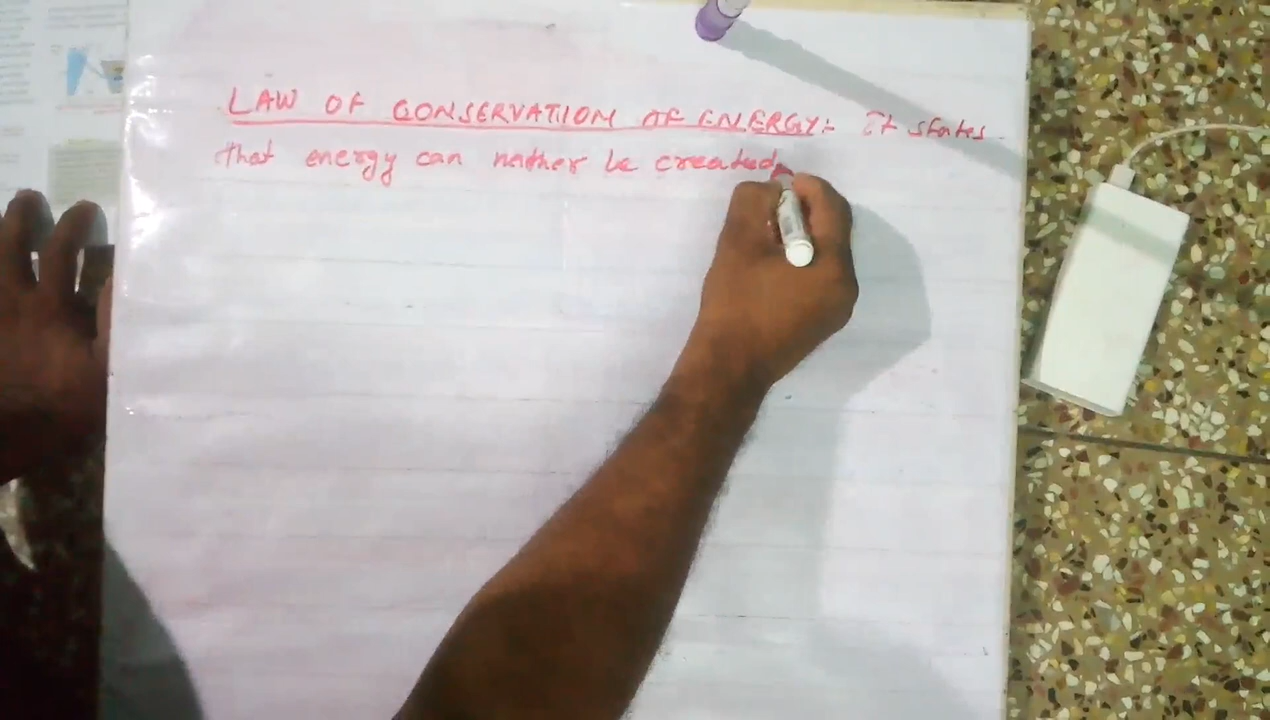 LAW OF CONSERVATION OF ENERGY:- It states
that energy can neither be created